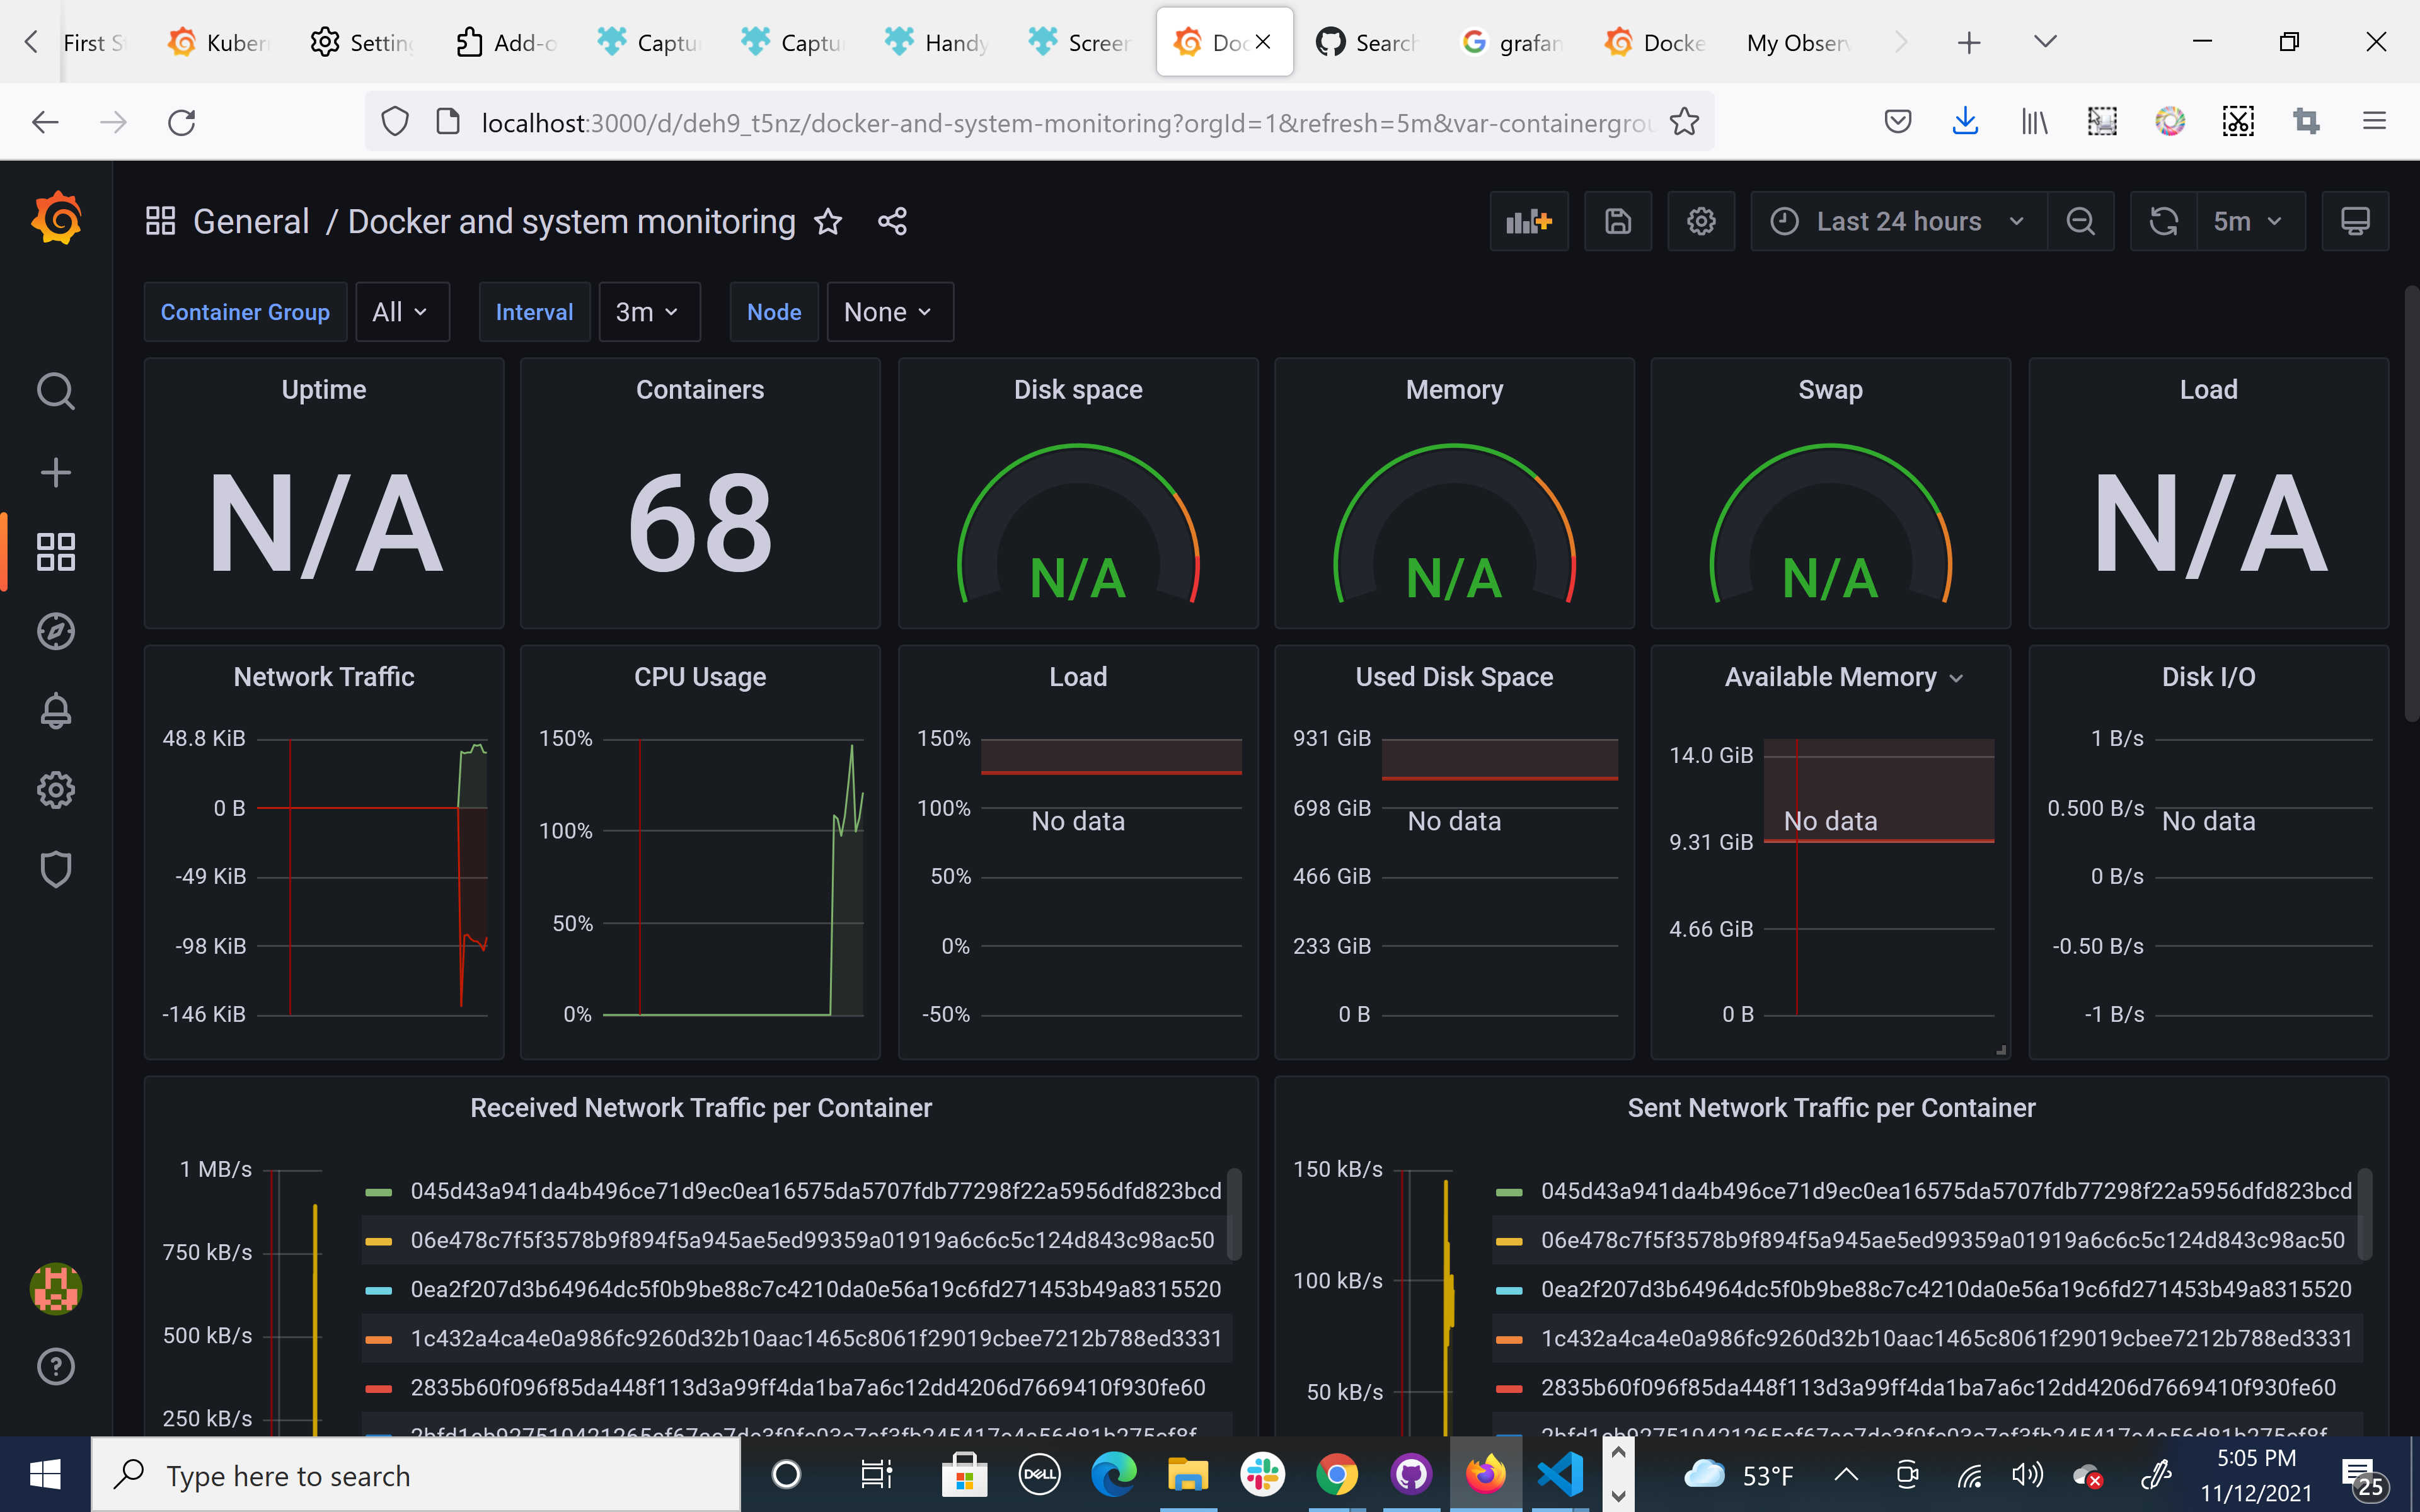 First S
Kuber
Setting
Add-o
Captu
Captu
Handy
Screen
Doc
Search
grafan
Docke
My Observ
localhost:3000/d/deh9_t5nz/docker-and-system-monitoring?orgId=1&refresh=5m&var-containergrou
General / Docker and system monitoring
Last 24 hours
5m
Container Group
All
Interval
3m
Node
None
Uptime
N/A
Containers
68
Disk space
N/A
Memory
N/A
Swap
N/A
Load
N/A
Network Traffic
48.8 KiB
0 B
-49 KiB
-98 KiB
-146 KiB
CPU Usage
150%
100%
50%
0%
Load
150%
100%
50%
0%
-50%
No data
Used Disk Space
931 GiB
698 GiB
466 GiB
233 GiB
0 B
No data
Available Memory
14.0 GiB
9.31 GiB
4.66 GiB
0 B
No data
Disk I/O
1 B/s
0.500 B/s
0 B/s
-0.50 B/s
-1 B/s
No data
Received Network Traffic per Container
1 MB/s
750 kB/s
500 kB/s
250 kB/s
045d43a941da4b496ce71d9ec0ea16575da5707fdb77298f22a5956dfd823bcd
06e478c7f5f3578b9f894f5a945ae5ed99359a01919a6c6c5c124d843c98ac50
0ea2f207d3b64964dc5f0b9be88c7c4210da0e56a19c6fd271453b49a8315520
1c432a4ca4e0a986fc9260d32b10aac1465c8061f29019cbee7212b788ed3331
2835b60f096f85da448f113d3a99ff4da1ba7a6c12dd4206d7669410f930fe60
Sent Network Traffic per Container
150 kB/s
100 kB/s
50 kB/s
045d43a941da4b496ce71d9ec0ea16575da5707fdb77298f22a5956dfd823bcd
06e478c7f5f3578b9f894f5a945ae5ed99359a01919a6c6c5c124d843c98ac50
0ea2f207d3b64964dc5f0b9be88c7c4210da0e56a19c6fd271453b49a8315520
1c432a4ca4e0a986fc9260d32b10aac1465c8061f29019cbee7212b788ed3331
2835b60f096f85da448f113d3a99ff4da1ba7a6c12dd4206d7669410f930fe60
Type here to search
DELL
53°F
5:05 PM
11/12/2021
25